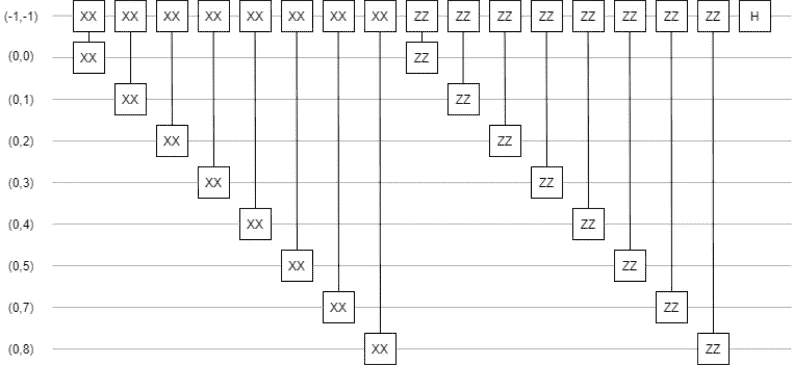 (-1,-1) XX XX XX XX XX XX XX XX ZZ ZZ ZZ ZZ ZZ ZZ ZZ ZZ H
(0,0) XX ZZ
(0,1) XX ZZ
(0,2) XX ZZ
(0,3) XX ZZ
(0,4) XX ZZ
(0,5) XX ZZ
(0,7) XX ZZ
(0,8) XX ZZ